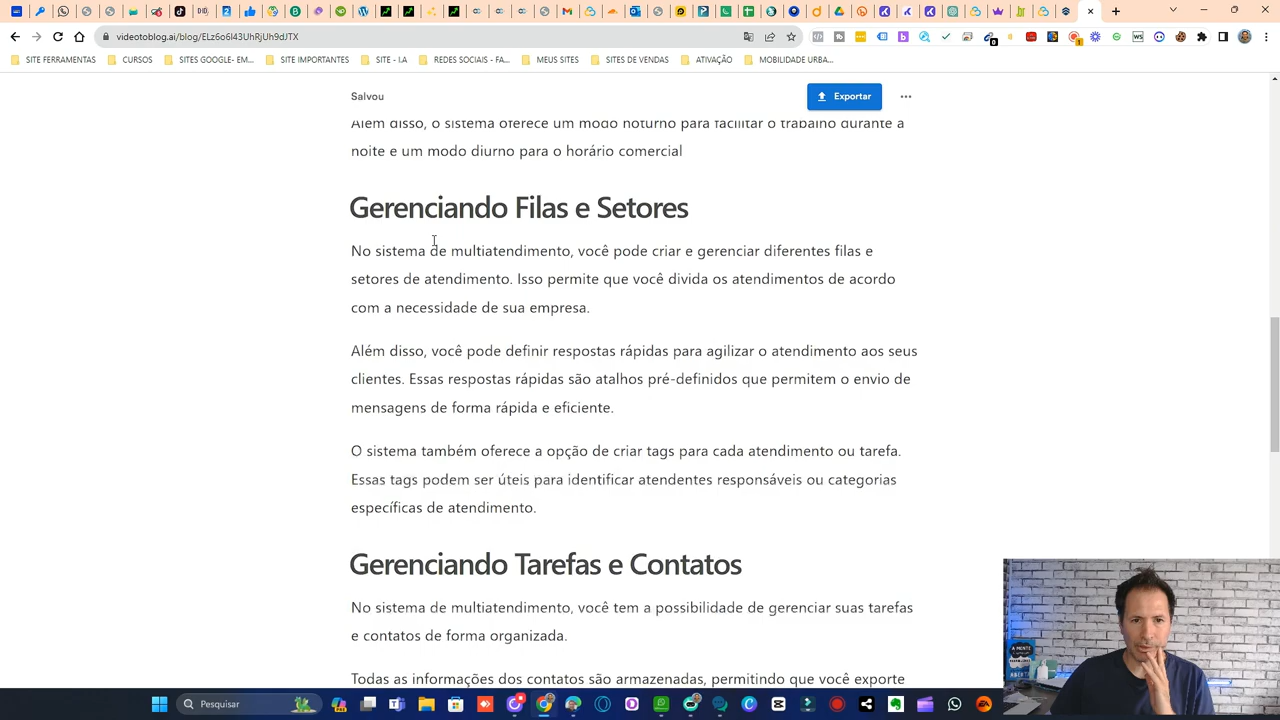 videotoblog.ai/blog/ELz6o6l43UhRjUh9dJTX
SITE FERRAMENTAS
CURSOS
SITES GOOGLE- EM...
SITE IMPORTANTES
SITE - I.A
REDES SOCIAIS - FA...
MEUS SITES
SITES DE VENDAS
ATIVAÇÃO
MOBILIDADE URBA...
Salvou
Exportar
Além disso, o sistema oferece um modo noturno para facilitar o trabalho durante a
noite e um modo diurno para o horário comercial
Gerenciando Filas e Setores
No sistema de multiatendimento, você pode criar e gerenciar diferentes filas e
setores de atendimento. Isso permite que você divida os atendimentos de acordo
com a necessidade de sua empresa.
Além disso, você pode definir respostas rápidas para agilizar o atendimento aos seus
clientes. Essas respostas rápidas são atalhos pré-definidos que permitem o envio de
mensagens de forma rápida e eficiente.
O sistema também oferece a opção de criar tags para cada atendimento ou tarefa.
Essas tags podem ser úteis para identificar atendentes responsáveis ou categorias
específicas de atendimento.
Gerenciando Tarefas e Contatos
No sistema de multiatendimento, você tem a possibilidade de gerenciar suas tarefas
e contatos de forma organizada.
Todas as informações dos contatos são armazenadas, permitindo que você exporte
Pesquisar